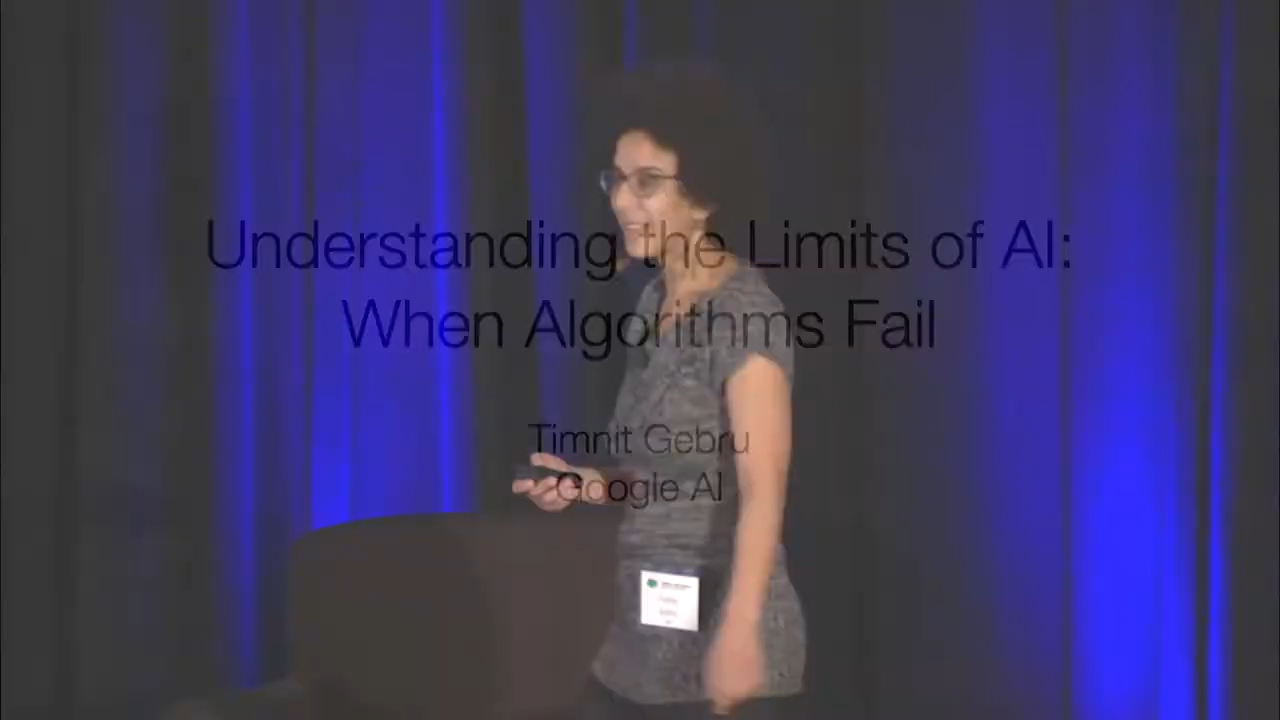 Understanding the Limits of AI:
When Algorithms Fail
Timnit Gebru
Google AI